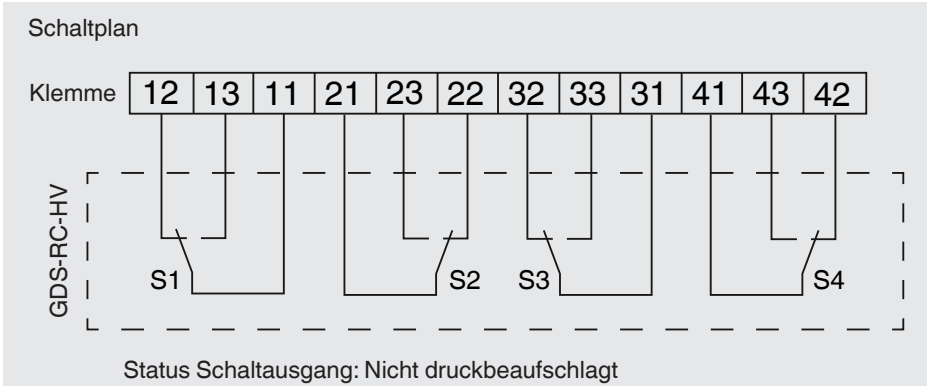 Schaltplan
Klemme 12 13 11 21 23 22 32 33 31 41 43 42
GDS-RC-HV
S1 S2 S3 S4
Status Schaltausgang: Nicht druckbeaufschlagt